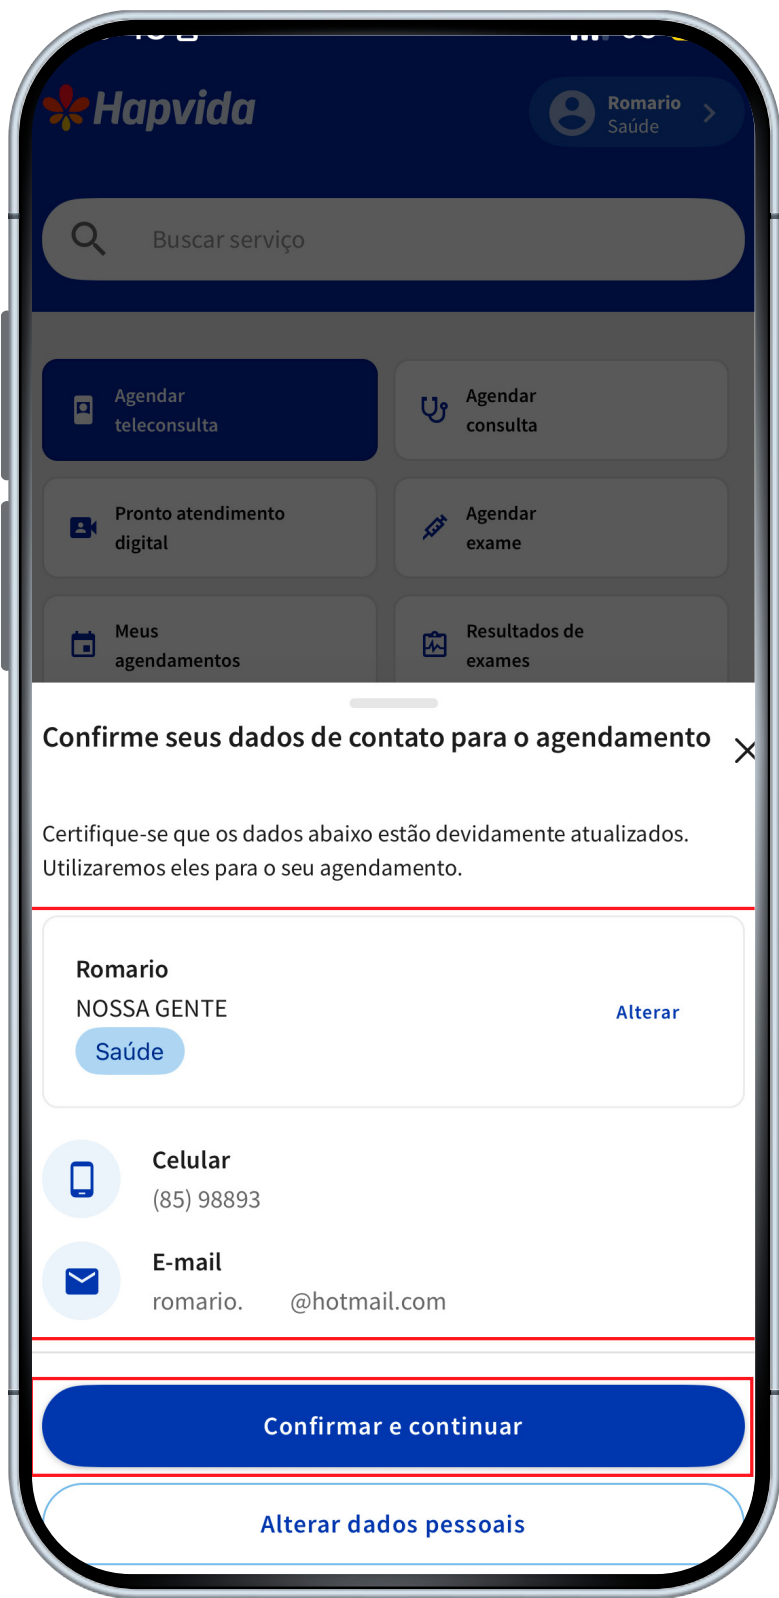 Hapvida
Romario
Saúde
Buscar serviço
Agendar
teleconsulta
Agendar
consulta
Pronto atendimento
digital
Agendar
exame
Meus
agendamentos
Resultados de
exames
Confirme seus dados de contato para o agendamento
Certifique-se que os dados abaixo estão devidamente atualizados.
Utilizaremos eles para o seu agendamento.
Romario
NOSSA GENTE
Alterar
Saúde
Celular
(85) 98893
E-mail
romario. @hotmail.com
Confirmar e continuar
Alterar dados pessoais